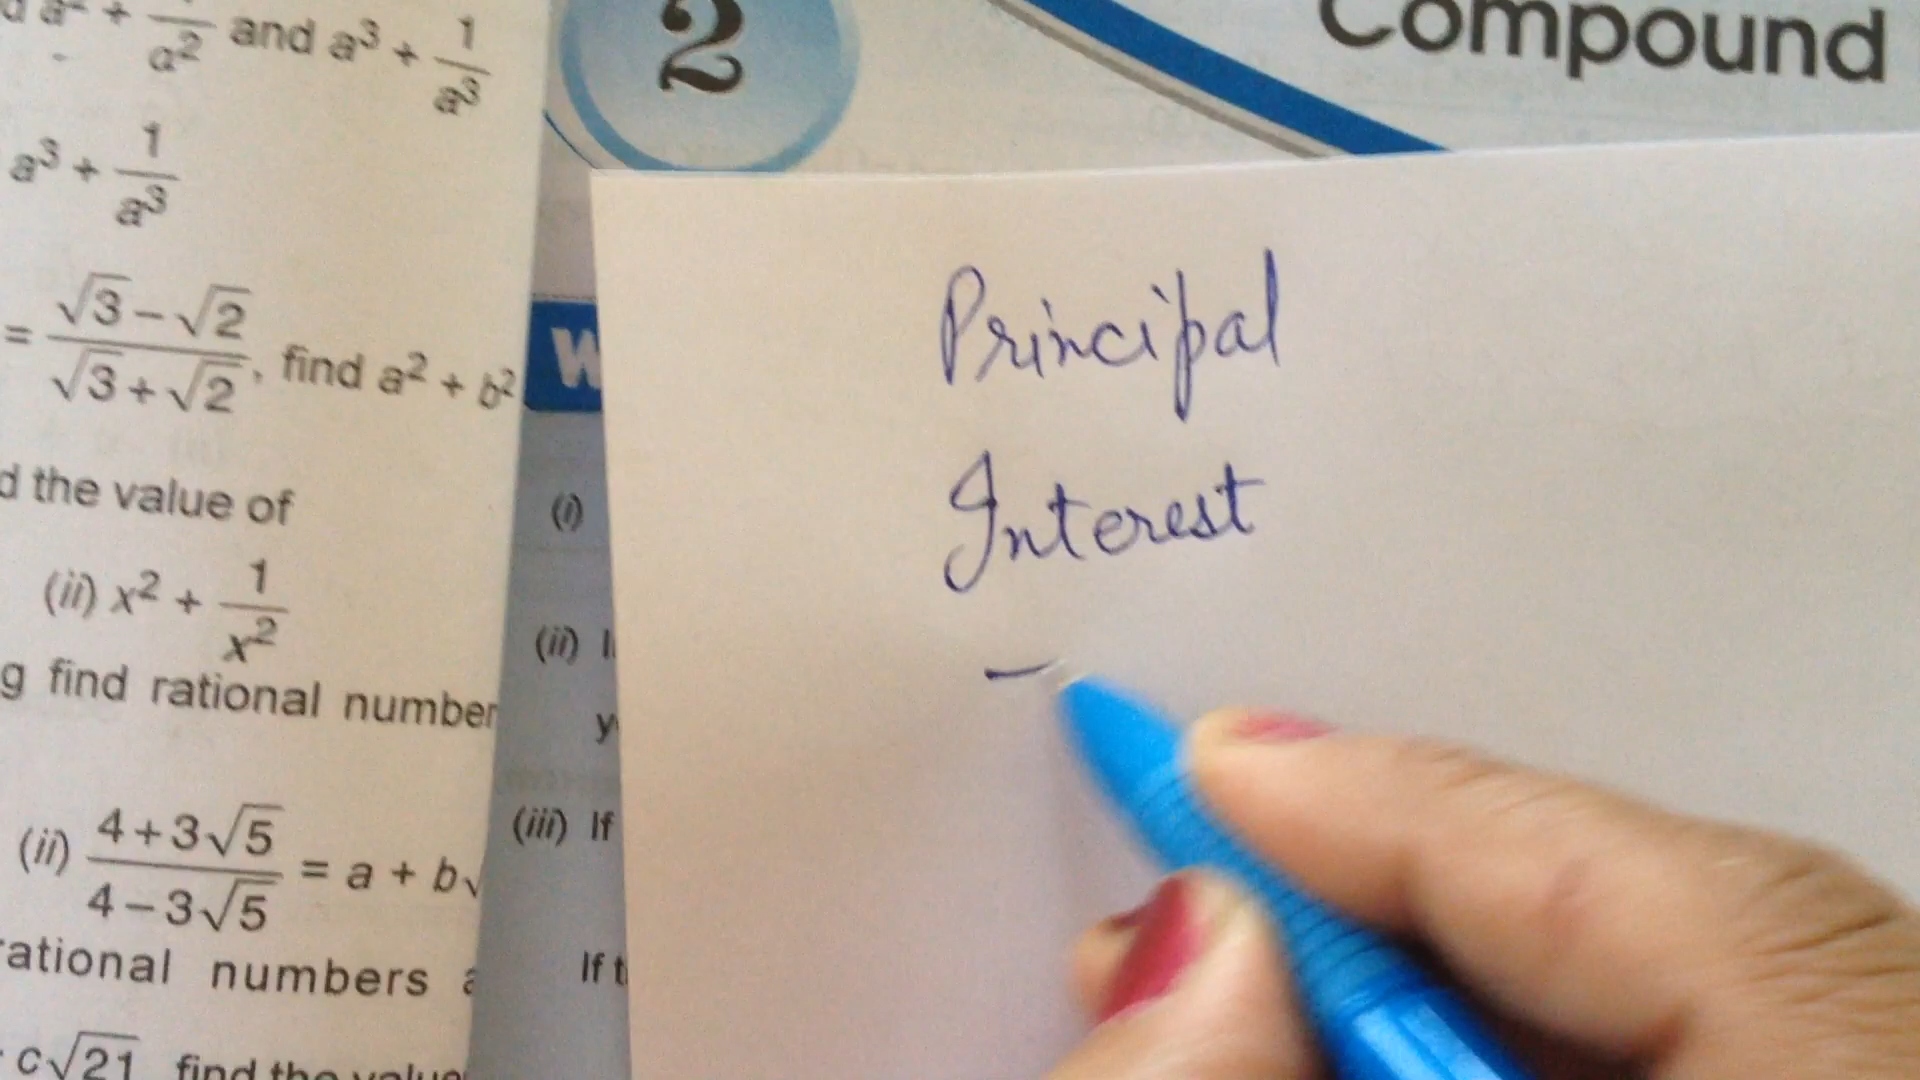 and a³ + 1/a³
a³ + 1/a³
= √3 – √2 / √3 + √2, find a² + b²
d the value of
(ii) x² + 1/x²
g find rational number
(ii) 4 + 3√5 / 4 – 3√5 = a + b√
ational numbers
c√21 find the value
2
Compound
W
(i)
(ii)
(iii) If
If t
Principal
Interest